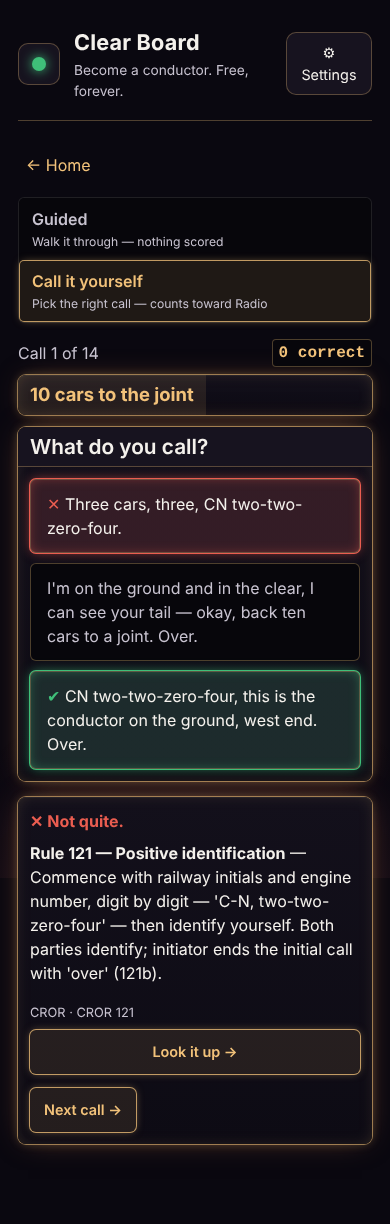 Clear Board
Become a conductor. Free,
forever.
⚙
Settings
← Home
Guided
Walk it through — nothing scored
Call it yourself
Pick the right call — counts toward Radio
Call 1 of 14
0 correct
10 cars to the joint
What do you call?
✕ Three cars, three, CN two-two-
zero-four.
I'm on the ground and in the clear, I
can see your tail — okay, back ten
cars to a joint. Over.
✔ CN two-two-zero-four, this is the
conductor on the ground, west end.
Over.
✕ Not quite.
Rule 121 — Positive identification —
Commence with railway initials and engine
number, digit by digit — 'C-N, two-two-
zero-four' — then identify yourself. Both
parties identify; initiator ends the initial call
with 'over' (121b).
CROR · CROR 121
Look it up →
Next call →